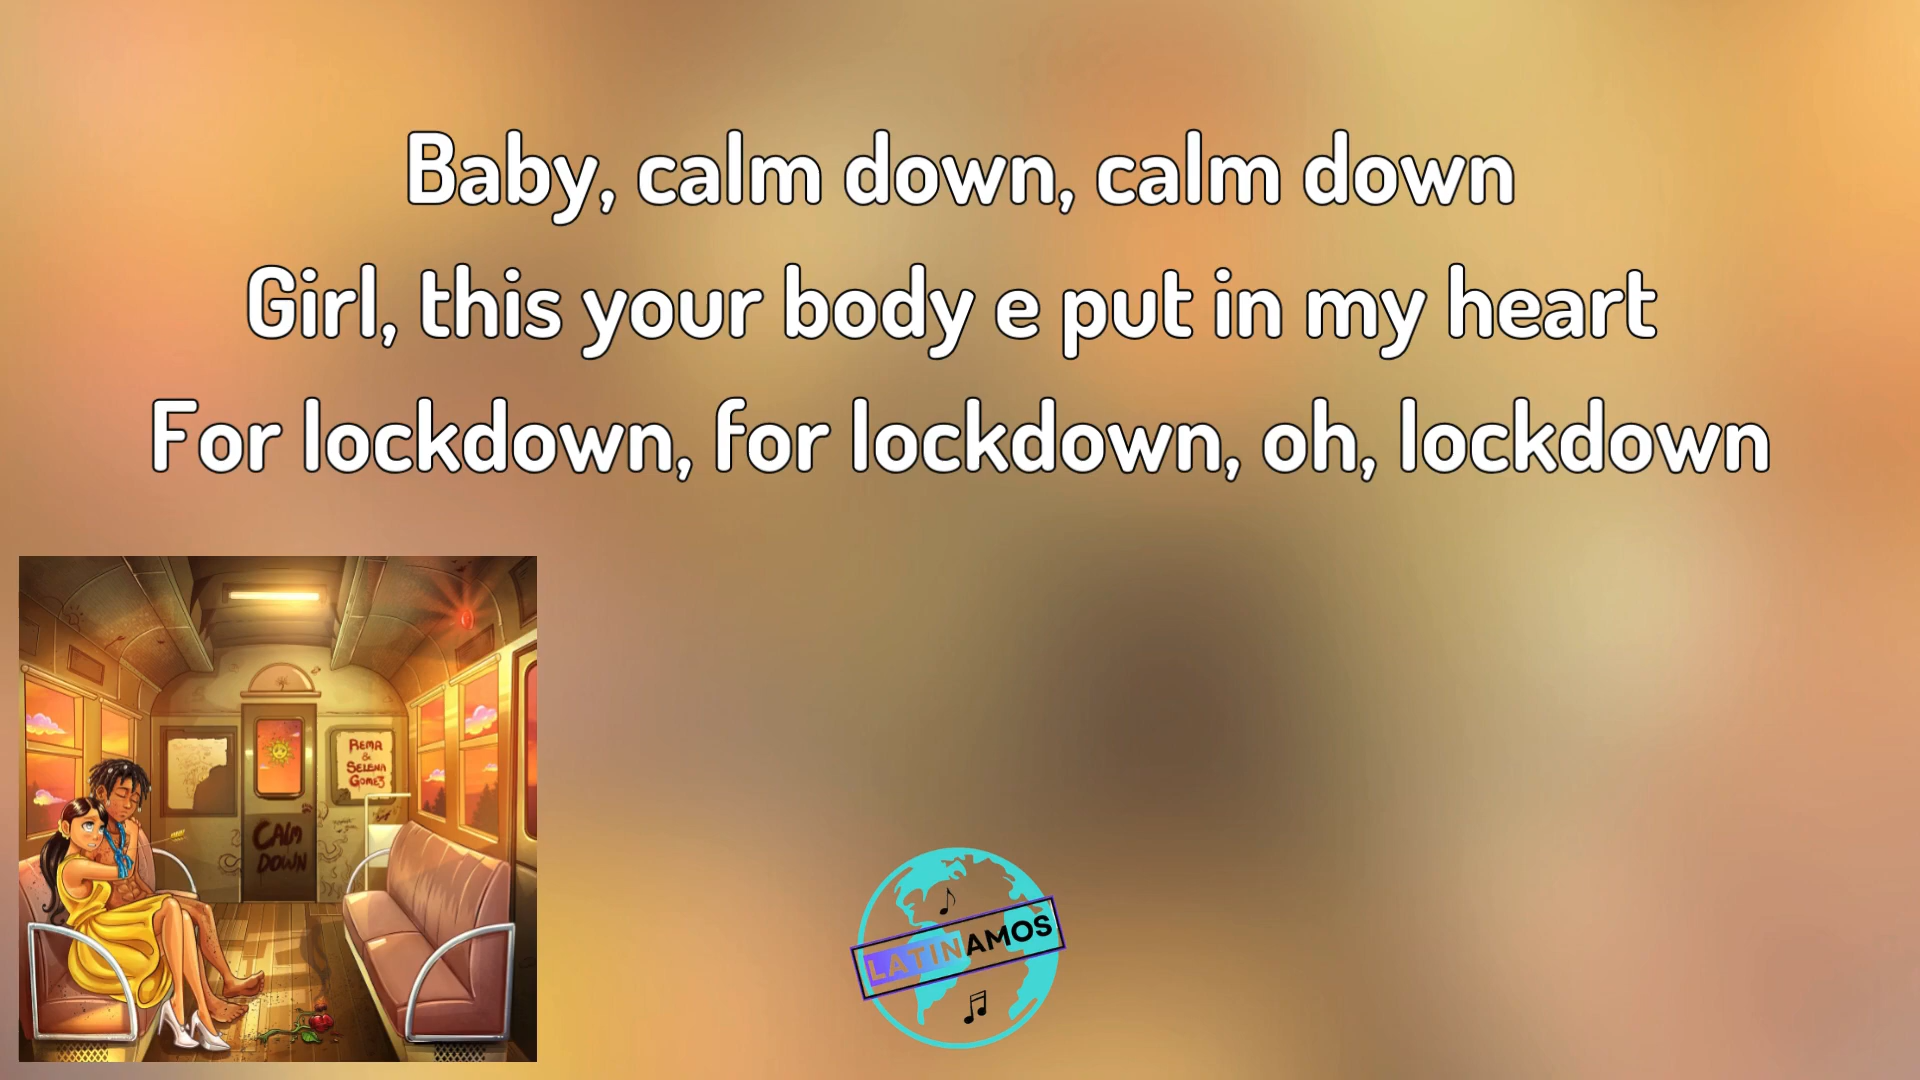 Baby, calm down, calm down
Girl, this your body e put in my heart
For lockdown, for lockdown, oh, lockdown
REMA
&
SELENA
GOMEZ
CALM
DOWN
LATINAMOS